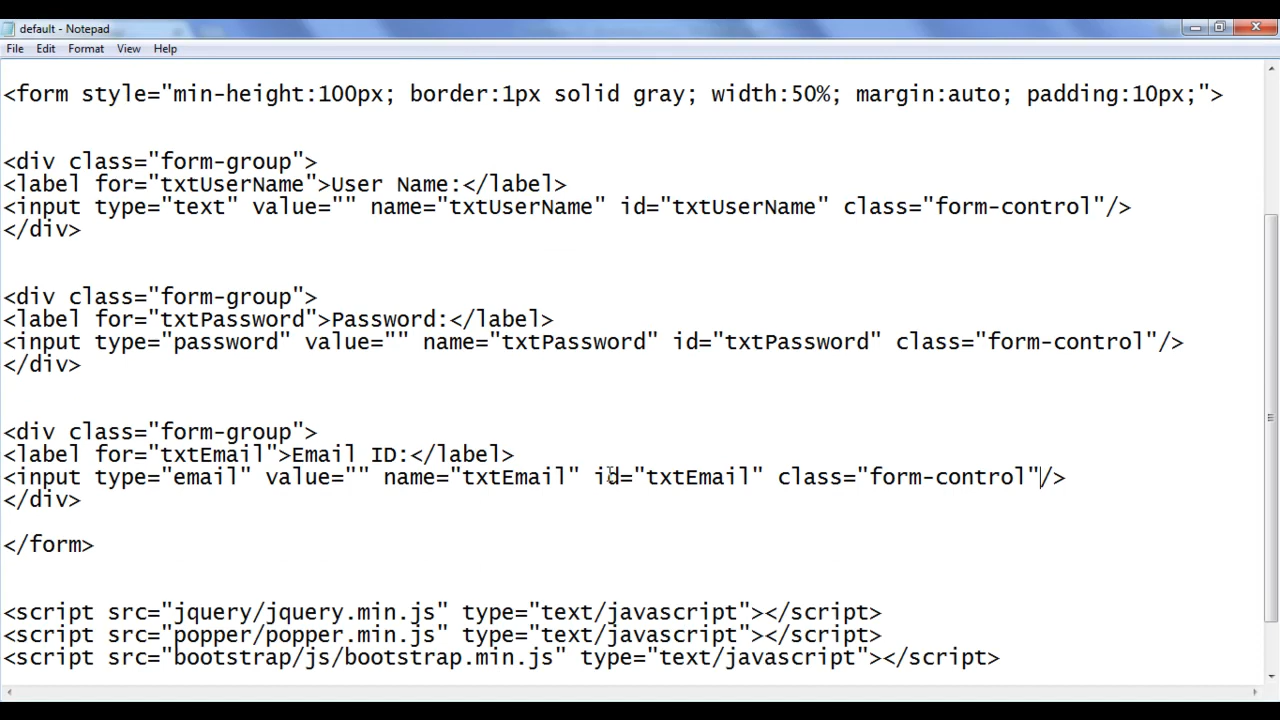 default - Notepad
File Edit Format View Help
<form style="min-height:100px; border:1px solid gray; width:50%; margin:auto; padding:10px;">
<div class="form-group">
<label for="txtUserName">User Name:</label>
<input type="text" value="" name="txtUserName" id="txtUserName" class="form-control"/>
</div>
<div class="form-group">
<label for="txtPassword">Password:</label>
<input type="password" value="" name="txtPassword" id="txtPassword" class="form-control"/>
</div>
<div class="form-group">
<label for="txtEmail">Email ID:</label>
<input type="email" value="" name="txtEmail" id="txtEmail" class="form-control"/>
</div>
</form>
<script src="jquery/jquery.min.js" type="text/javascript"></script>
<script src="popper/popper.min.js" type="text/javascript"></script>
<script src="bootstrap/js/bootstrap.min.js" type="text/javascript"></script>